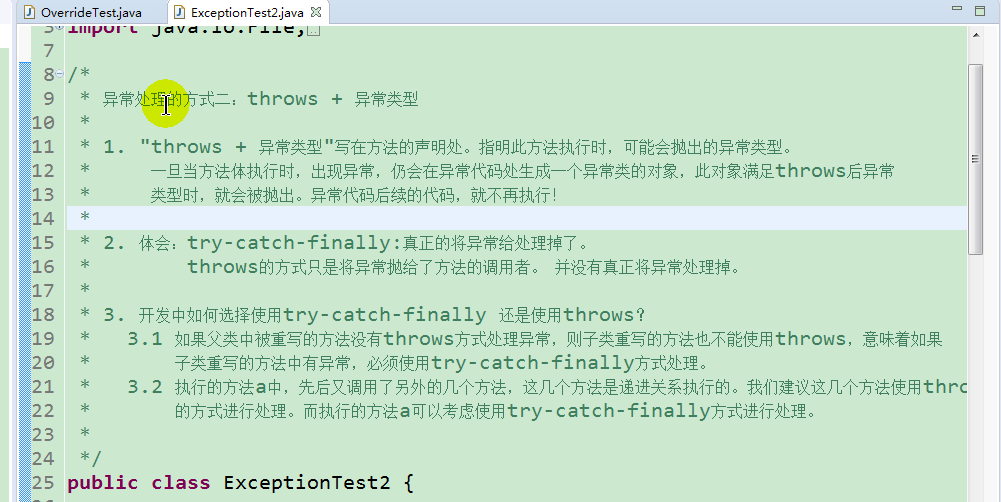 OverrideTest.java ExceptionTest2.java
import java.io.File;
7
8 /*
9 * 异常处理的方式二：throws + 异常类型
10 *
11 * 1. "throws + 异常类型"写在方法的声明处。指明此方法执行时，可能会抛出的异常类型。
12 * 一旦当方法体执行时，出现异常，仍会在异常代码处生成一个异常类的对象，此对象满足throws后异常
13 * 类型时，就会被抛出。异常代码后续的代码，就不再执行！
14 *
15 * 2. 体会：try-catch-finally:真正的将异常给处理掉了。
16 * throws的方式只是将异常抛给了方法的调用者。 并没有真正将异常处理掉。
17 *
18 * 3. 开发中如何选择使用try-catch-finally 还是使用throws？
19 * 3.1 如果父类中被重写的方法没有throws方式处理异常，则子类重写的方法也不能使用throws，意味着如果
20 * 子类重写的方法中有异常，必须使用try-catch-finally方式处理。
21 * 3.2 执行的方法a中，先后又调用了另外的几个方法，这几个方法是递进关系执行的。我们建议这几个方法使用thro
22 * 的方式进行处理。而执行的方法a可以考虑使用try-catch-finally方式进行处理。
23 *
24 */
25 public class ExceptionTest2 {